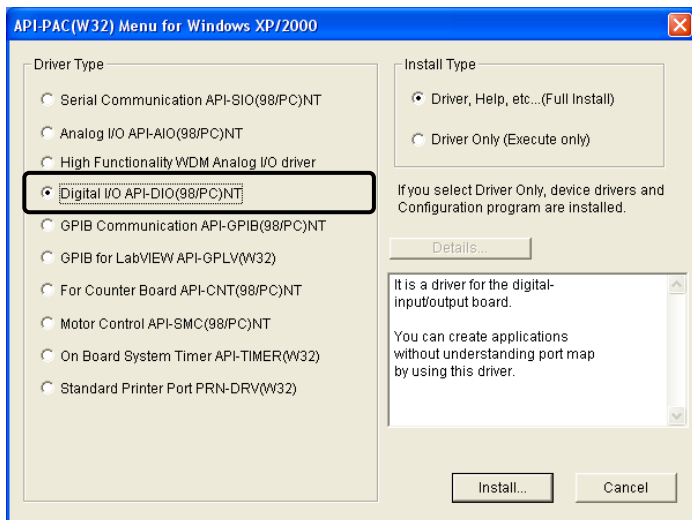 API-PAC(W32) Menu for Windows XP/2000
Driver Type
Serial Communication API-SIO(98/PC)NT
Analog I/O API-AIO(98/PC)NT
High Functionality WDM Analog I/O driver
Digital I/O API-DIO(98/PC)NT
GPIB Communication API-GPIB(98/PC)NT
GPIB for LabVIEW API-GPLV(W32)
For Counter Board API-CNT(98/PC)NT
Motor Control API-SMC(98/PC)NT
On Board System Timer API-TIMER(W32)
Standard Printer Port PRN-DRV(W32)
Install Type
Driver, Help, etc...(Full Install)
Driver Only (Execute only)
If you select Driver Only, device drivers and
Configuration program are installed.
Details...
It is a driver for the digital-
input/output board.
You can create applications
without understanding port map
by using this driver.
Install...
Cancel